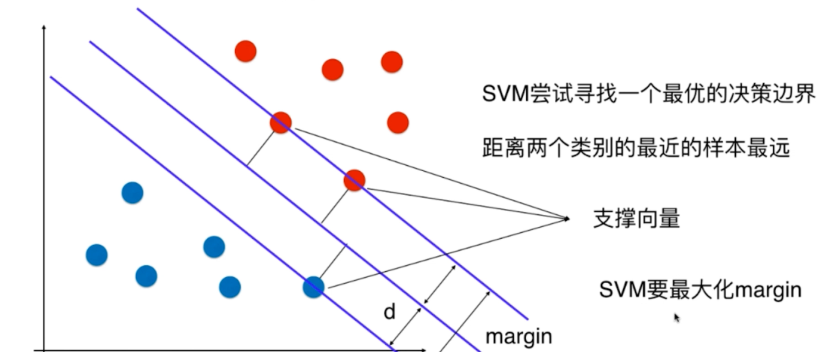 SVM尝试寻找一个最优的决策边界
距离两个类别的最近的样本最远
支撑向量
SVM要最大化margin
d
margin